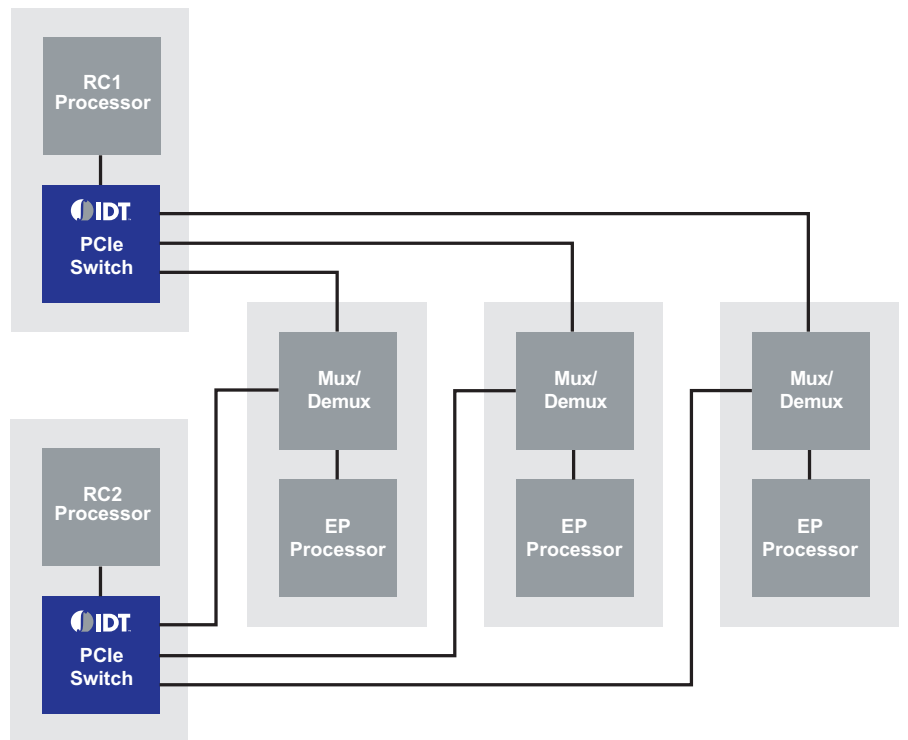 RC1
Processor
IDT
PCIe
Switch
Mux/
Demux
EP
Processor
Mux/
Demux
EP
Processor
Mux/
Demux
EP
Processor
RC2
Processor
IDT
PCIe
Switch